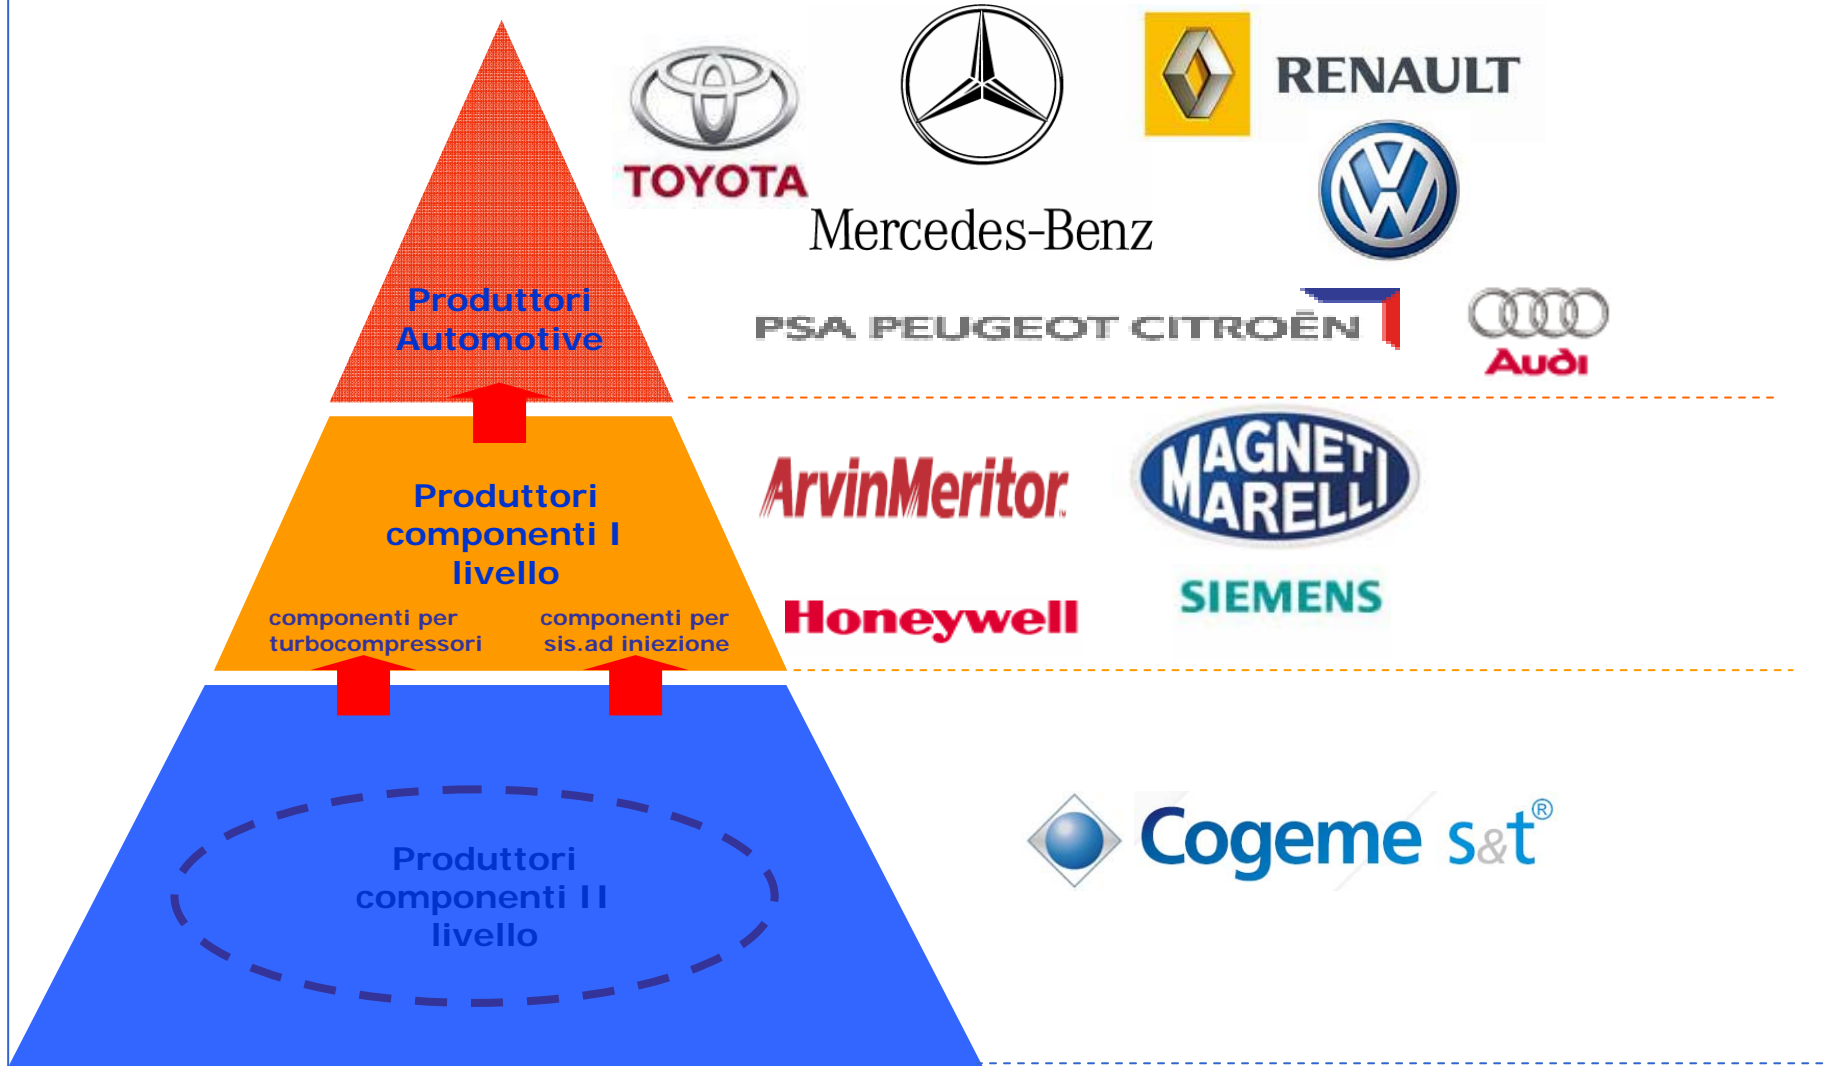 TOYOTA
Mercedes-Benz
RENAULT
Produttori
Automotive
PSA PEUGEOT CITROËN
Audi
Produttori
componenti I
livello
componenti per
turbocompressori
componenti per
sis.ad iniezione
ArvinMeritor
MAGNETI
MARELLI
Honeywell
SIEMENS
Produttori
componenti II
livello
Cogeme s&t®